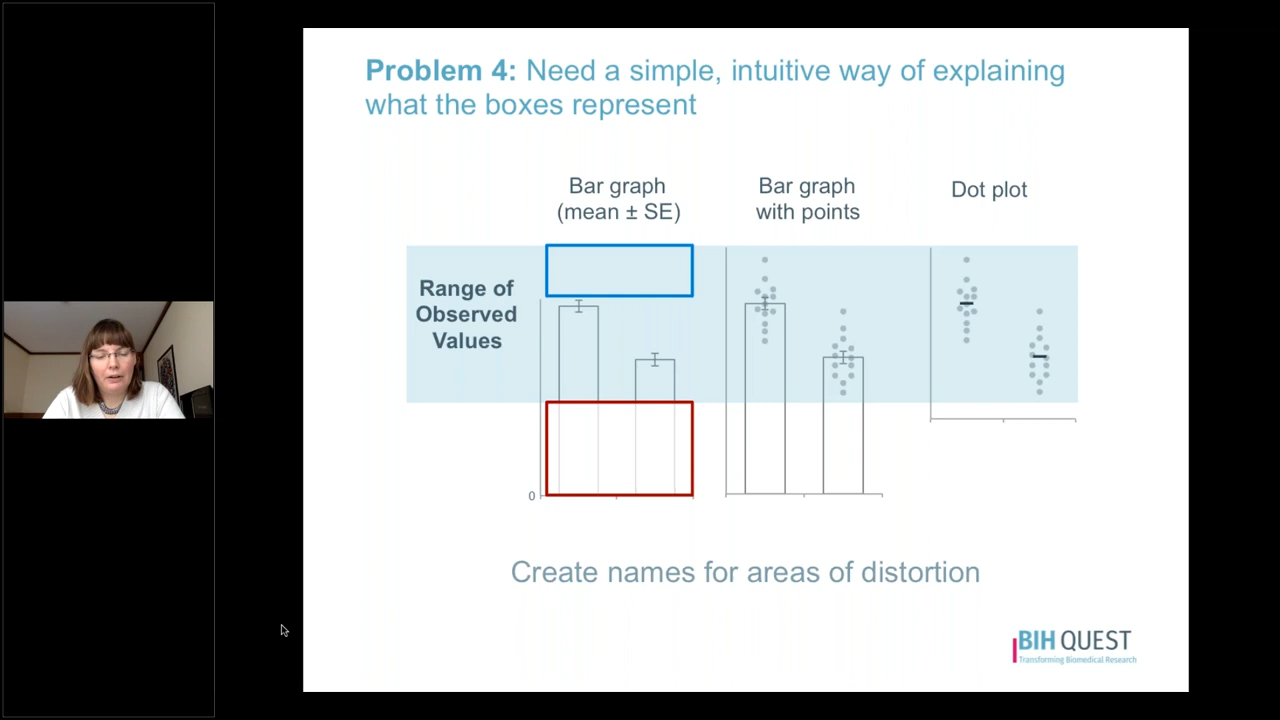 Problem 4: Need a simple, intuitive way of explaining
what the boxes represent
Bar graph
(mean ± SE)
Bar graph
with points
Dot plot
Range of
Observed
Values
0
Create names for areas of distortion
BIH QUEST
Transforming Biomedical Research